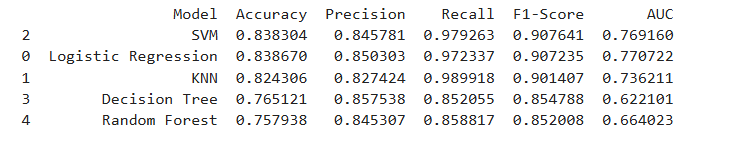 Model Accuracy Precision Recall F1-Score AUC
2 SVM 0.838304 0.845781 0.979263 0.907641 0.769160
0 Logistic Regression 0.838670 0.850303 0.972337 0.907235 0.770722
1 KNN 0.824306 0.827424 0.989918 0.901407 0.736211
3 Decision Tree 0.765121 0.857538 0.852055 0.854788 0.622101
4 Random Forest 0.757938 0.845307 0.858817 0.852008 0.664023